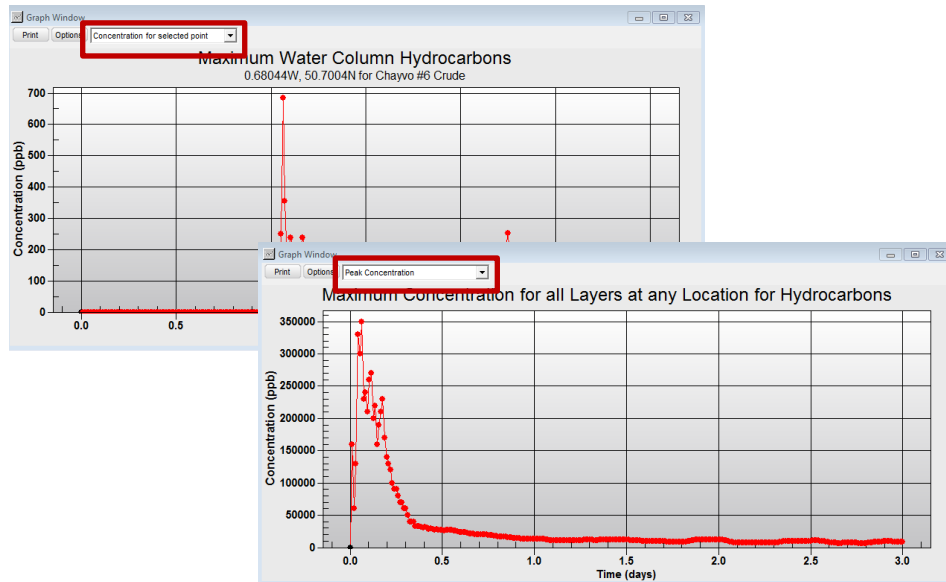 Graph Window
Print Options Concentration for selected point
Maximum Water Column Hydrocarbons
0.68044W, 50.7004N for Chayvo #6 Crude
Concentration (ppb)
700
600
500
400
300
200
100
0
0.0 0.5
Graph Window
Print Options Peak Concentration
Maximum Concentration for all Layers at any Location for Hydrocarbons
Concentration (ppb)
350000
300000
250000
200000
150000
100000
50000
0
0.0 0.5 1.0 1.5 2.0 2.5 3.0
Time (days)